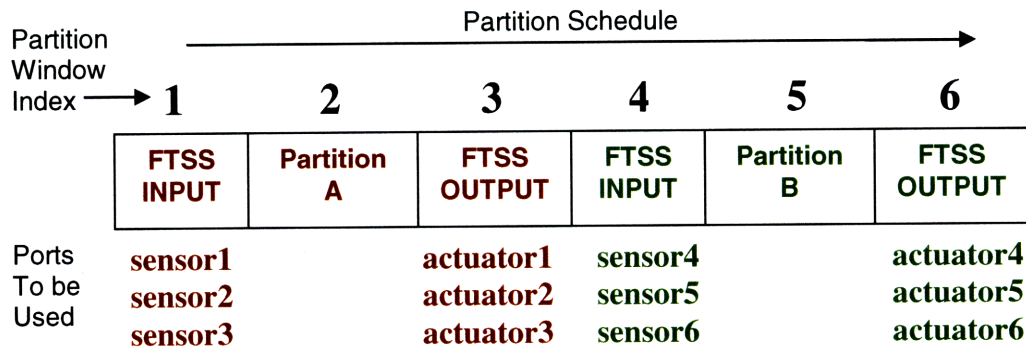 Partition Schedule
Partition
Window
Index
1 2 3 4 5 6
FTSS Partition FTSS FTSS Partition FTSS
INPUT A OUTPUT INPUT B OUTPUT
Ports
To be
Used
sensor1 actuator1 sensor4 actuator4
sensor2 actuator2 sensor5 actuator5
sensor3 actuator3 sensor6 actuator6